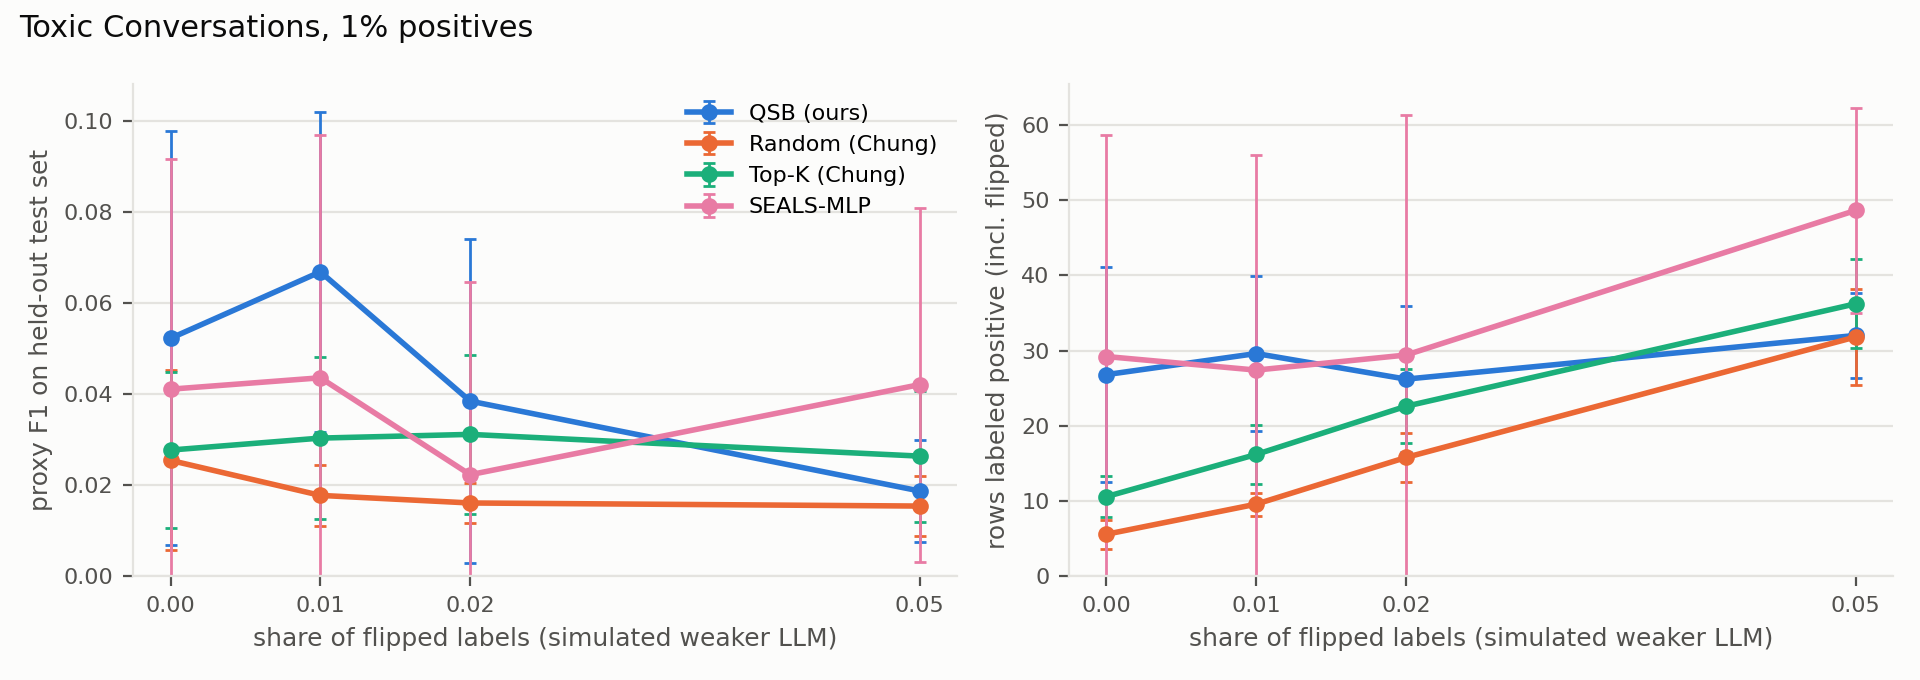 Toxic Conversations, 1% positives
proxy F1 on held-out test set
0.10
0.08
0.06
0.04
0.02
0.00
QSB (ours)
Random (Chung)
Top-K (Chung)
SEALS-MLP
0.00
0.01
0.02
0.05
share of flipped labels (simulated weaker LLM)
rows labeled positive (incl. flipped)
60
50
40
30
20
10
0
0.00
0.01
0.02
0.05
share of flipped labels (simulated weaker LLM)